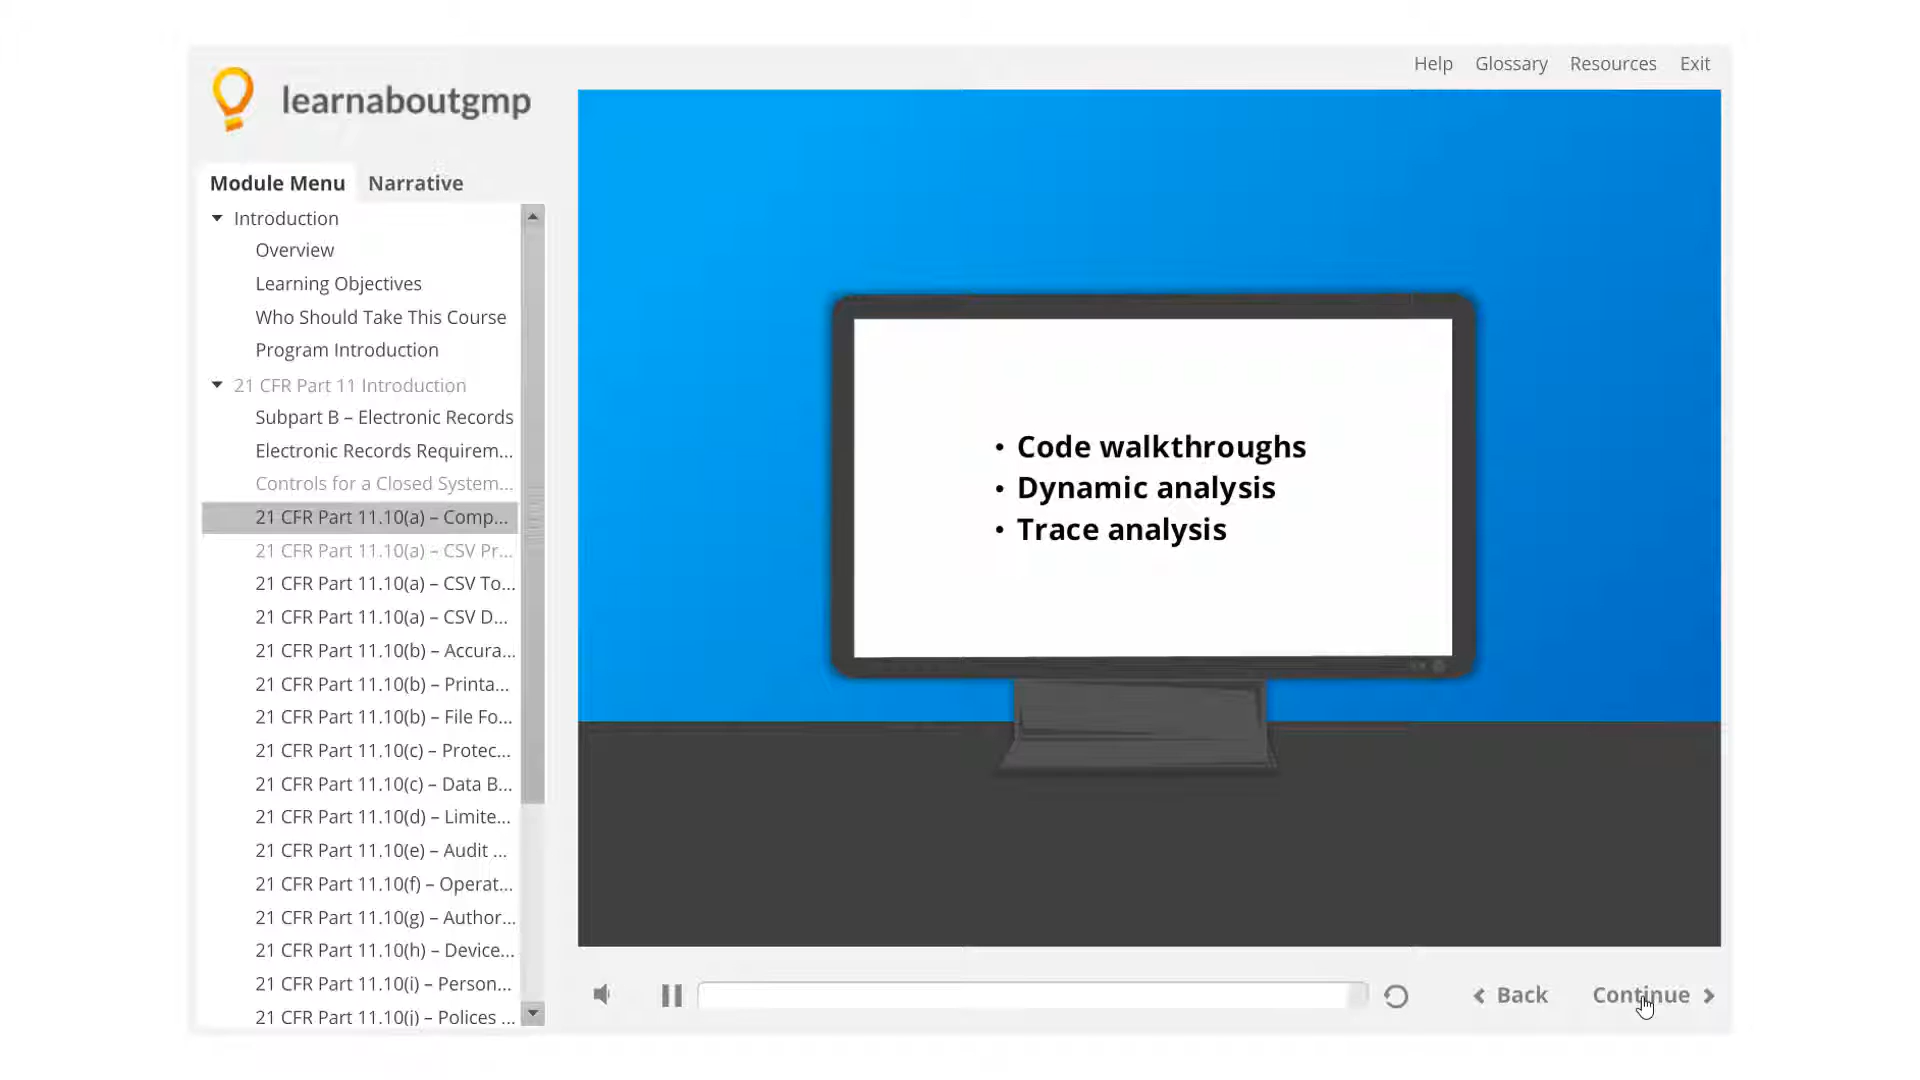 Help Glossary Resources Exit
learnaboutgmp
Module Menu Narrative
Introduction
Overview
Learning Objectives
Who Should Take This Course
Program Introduction
21 CFR Part 11 Introduction
Subpart B – Electronic Records
Electronic Records Requirem...
Controls for a Closed System...
21 CFR Part 11.10(a) – Comp...
21 CFR Part 11.10(a) – CSV Pr...
21 CFR Part 11.10(a) – CSV To...
21 CFR Part 11.10(a) – CSV D...
21 CFR Part 11.10(b) – Accura...
21 CFR Part 11.10(b) – Printa...
21 CFR Part 11.10(b) – File Fo...
21 CFR Part 11.10(c) – Protec...
21 CFR Part 11.10(c) – Data B...
21 CFR Part 11.10(d) – Limite...
21 CFR Part 11.10(e) – Audit ...
21 CFR Part 11.10(f) – Operat...
21 CFR Part 11.10(g) – Author...
21 CFR Part 11.10(h) – Device...
21 CFR Part 11.10(i) – Person...
21 CFR Part 11.10(j) – Polices ...
• Code walkthroughs
• Dynamic analysis
• Trace analysis
Back Continue